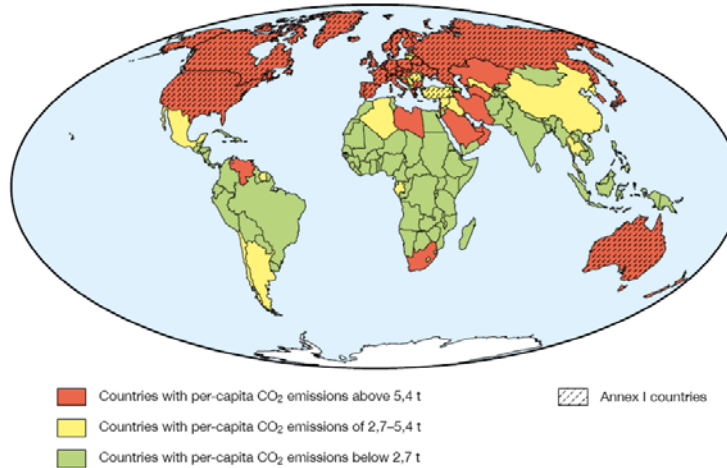 Countries with per-capita CO₂ emissions above 5,4 t
Annex I countries
Countries with per-capita CO₂ emissions of 2,7–5,4 t
Countries with per-capita CO₂ emissions below 2,7 t